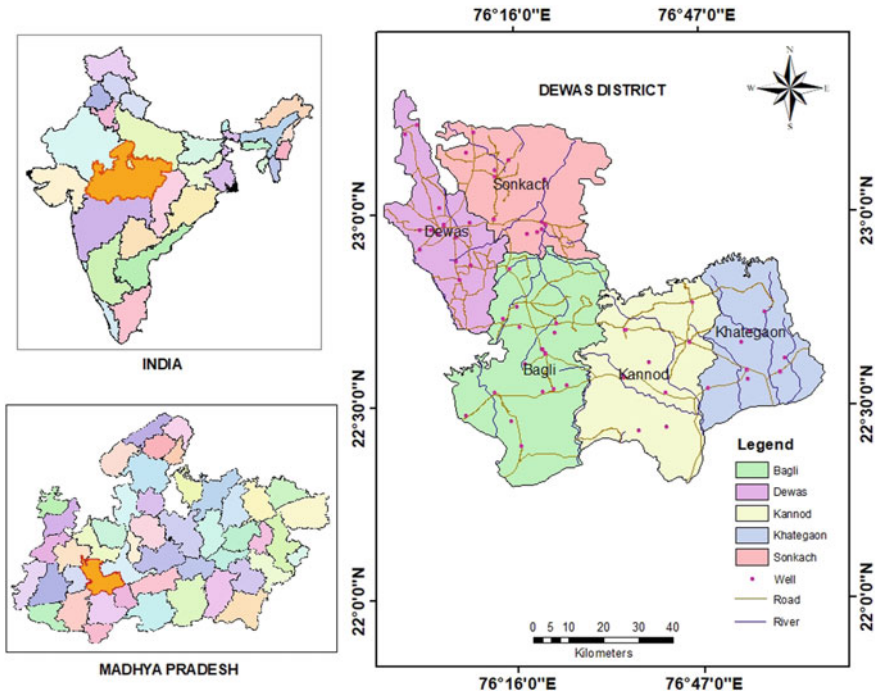 INDIA
MADHYA PRADESH
76°16'0"E 76°47'0"E
DEWAS DISTRICT
N
W E
S
Sonkach
23°0'0"N 23°0'0"N
Dewas
Khategaon
Bagli
Kannod
22°30'0"N 22°30'0"N
Legend
Bagli
Dewas
Kannod
Khategaon
Sonkach
Well
Road
River
22°0'0"N 22°0'0"N
0 5 10 20 30 40
Kilometers
76°16'0"E 76°47'0"E